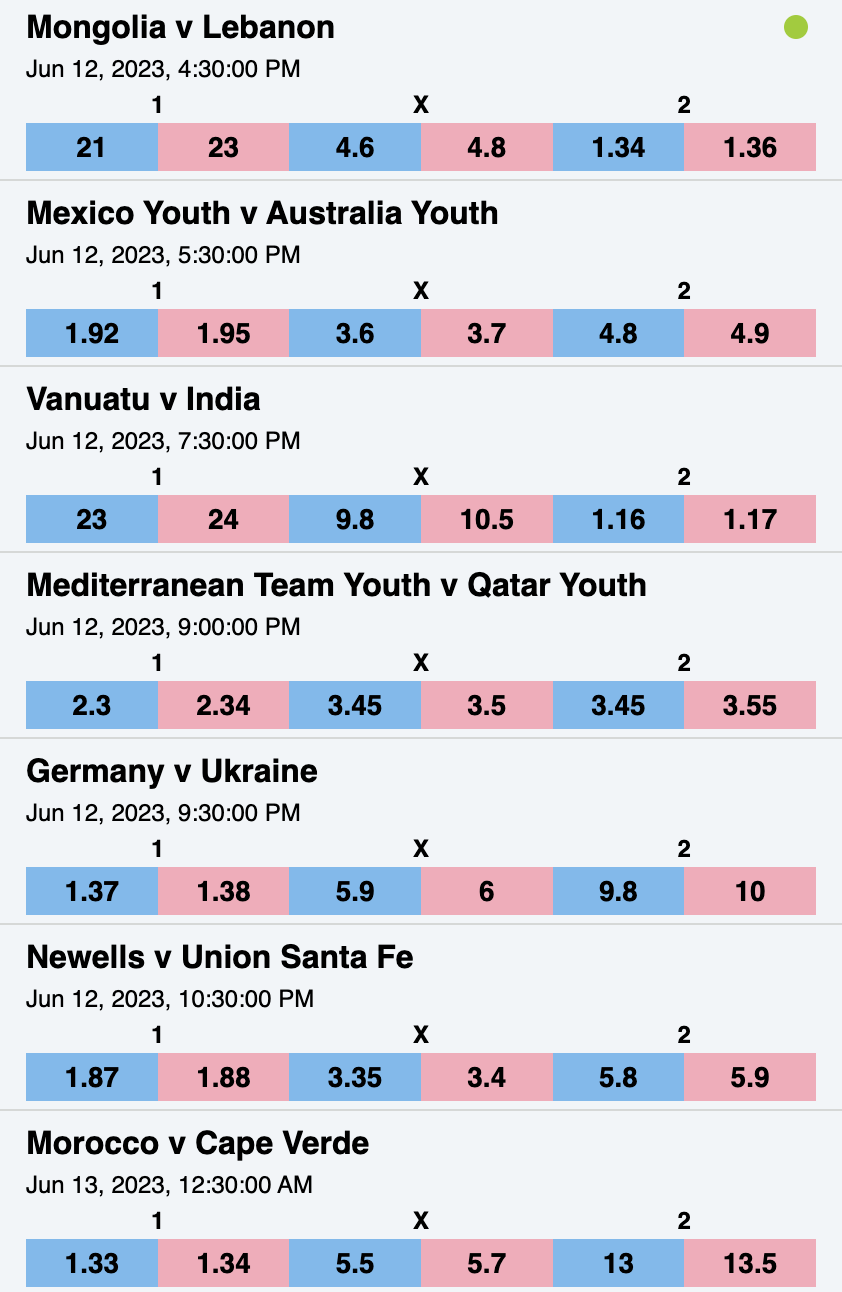 Mongolia v Lebanon
Jun 12, 2023, 4:30:00 PM
1 X 2
21 23 4.6 4.8 1.34 1.36
Mexico Youth v Australia Youth
Jun 12, 2023, 5:30:00 PM
1 X 2
1.92 1.95 3.6 3.7 4.8 4.9
Vanuatu v India
Jun 12, 2023, 7:30:00 PM
1 X 2
23 24 9.8 10.5 1.16 1.17
Mediterranean Team Youth v Qatar Youth
Jun 12, 2023, 9:00:00 PM
1 X 2
2.3 2.34 3.45 3.5 3.45 3.55
Germany v Ukraine
Jun 12, 2023, 9:30:00 PM
1 X 2
1.37 1.38 5.9 6 9.8 10
Newells v Union Santa Fe
Jun 12, 2023, 10:30:00 PM
1 X 2
1.87 1.88 3.35 3.4 5.8 5.9
Morocco v Cape Verde
Jun 13, 2023, 12:30:00 AM
1 X 2
1.33 1.34 5.5 5.7 13 13.5